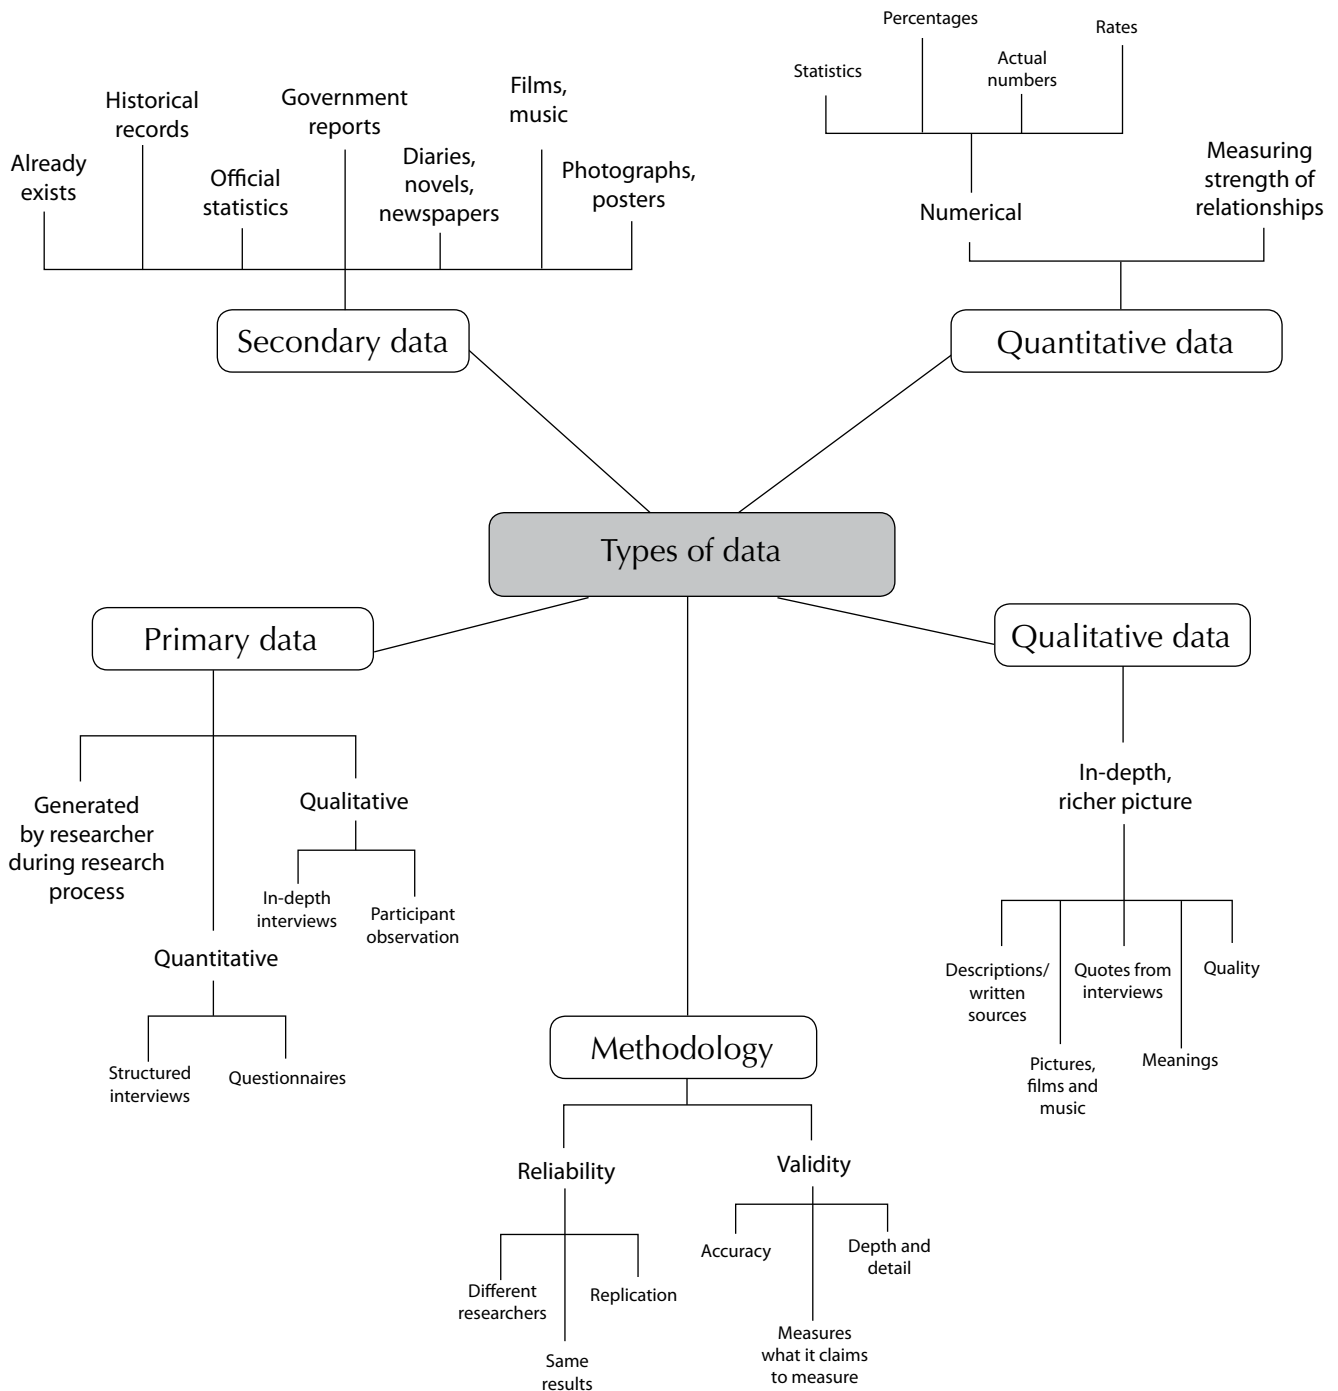 Already
exists
Historical
records
Official
statistics
Government
reports
Diaries,
novels,
newspapers
Films,
music
Photographs,
posters
Secondary data
Statistics
Percentages
Actual
numbers
Rates
Numerical
Measuring
strength of
relationships
Quantitative data
Types of data
Primary data
Generated
by researcher
during research
process
Quantitative
Structured
interviews
Questionnaires
Qualitative
In-depth
interviews
Participant
observation
Methodology
Reliability
Different
researchers
Same
results
Replication
Validity
Accuracy
Measures
what it claims
to measure
Depth and
detail
Qualitative data
In-depth,
richer picture
Descriptions/
written
sources
Pictures,
films and
music
Quotes from
interviews
Meanings
Quality